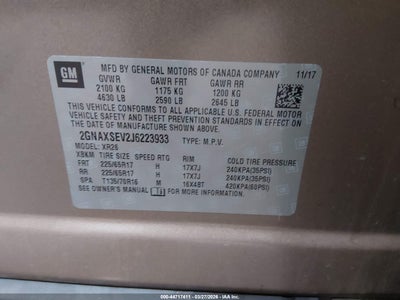 GM
MFD BY GENERAL MOTORS OF CANADA COMPANY 11/17
GVWR GAWR FRT GAWR RR
2100 KG 1175 KG 1200 KG
4630 LB 2590 LB 2645 LB
THIS VEHICLE CONFORMS TO ALL APPLICABLE U.S. FEDERAL MOTOR
VEHICLE SAFETY, BUMPER, AND THEFT PREVENTION STANDARDS
IN EFFECT ON THE DATE OF MANUFACTURE SHOWN ABOVE.
2GNAXSEV2J6223933 TYPE: M.P.V.
MODEL: XR26
XBKM TIRE SIZE SPEED RTG RIM COLD TIRE PRESSURE
FRT 225/65R17 H 17X7J 240KPA(35PSI)
RR 225/65R17 H 17X7J 240KPA(35PSI)
SPA T135/70R16 M 16X4BT 420KPA(60PSI)
SEE OWNER'S MANUAL FOR ADDITIONAL INFORMATION.
STOCK #: 000-44717411 - 03/27/2026 - ©IAA, INC